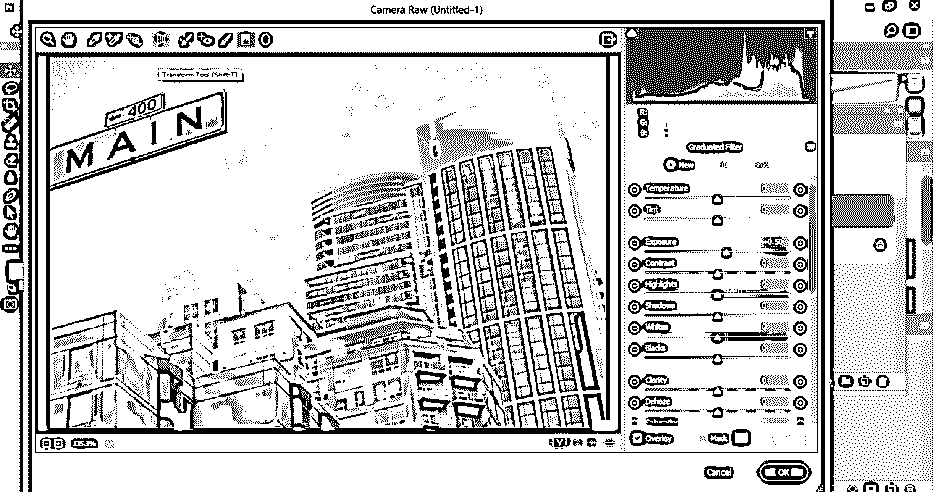 Camera Raw (Untitled-1)
Transform Tool (Shift-T)
400
MAIN
Graduated Filter
New
Temperature
Tint
Exposure
Contrast
Highlights
Shadows
Whites
Blacks
Clarity
Dehaze
Overlay
Mask
Cancel
OK